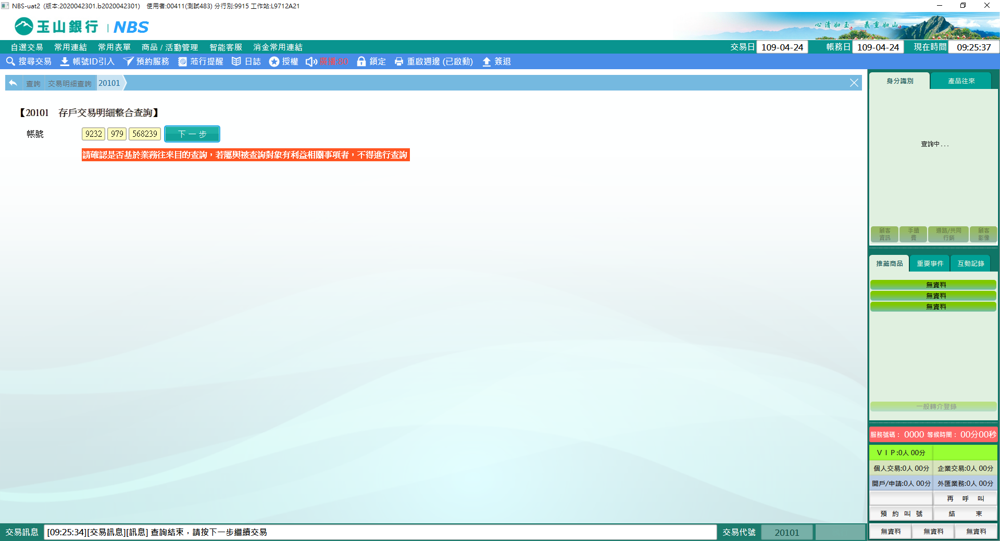 NBS-uat2 (版本:2020042301.b2020042301) 使用者:00411(測試483) 分行別:9915 工作站:L9712A21
玉山銀行 | NBS
心清如玉。 義重如山。
自選交易 常用連結 常用表單 商品 / 活動管理 智能客服 消金常用連結 交易日 109-04-24 帳務日 109-04-24 現在時間 09:25:37
搜尋交易 帳號ID引入 預約服務 蒞行提醒 日誌 授權 廣播:80 鎖定 重啟週邊 (已啟動) 簽退
查詢 交易明細查詢 20101
【20101 存戶交易明細整合查詢】
帳號 9232 979 568239 下一步
請確認是否基於業務往來目的查詢，若屬與被查詢對象有利益相關事項者，不得進行查詢
身分識別 產品往來
查詢中...
顧客資訊 手續費 通路/共同行銷 顧客影像
推薦商品 重要事件 互動記錄
無資料
無資料
無資料
一般轉介登錄
服務號碼： 0000 等候時間： 00分00秒
ＶＩＰ:0人 00分
個人交易:0人 00分 企業交易:0人 00分
開戶/申請:0人 00分 外匯業務:0人 00分
再呼叫
預約叫號 結束
無資料 無資料 無資料
交易訊息 [09:25:34][交易訊息][訊息] 查詢結束，請按下一步繼續交易 交易代號 20101